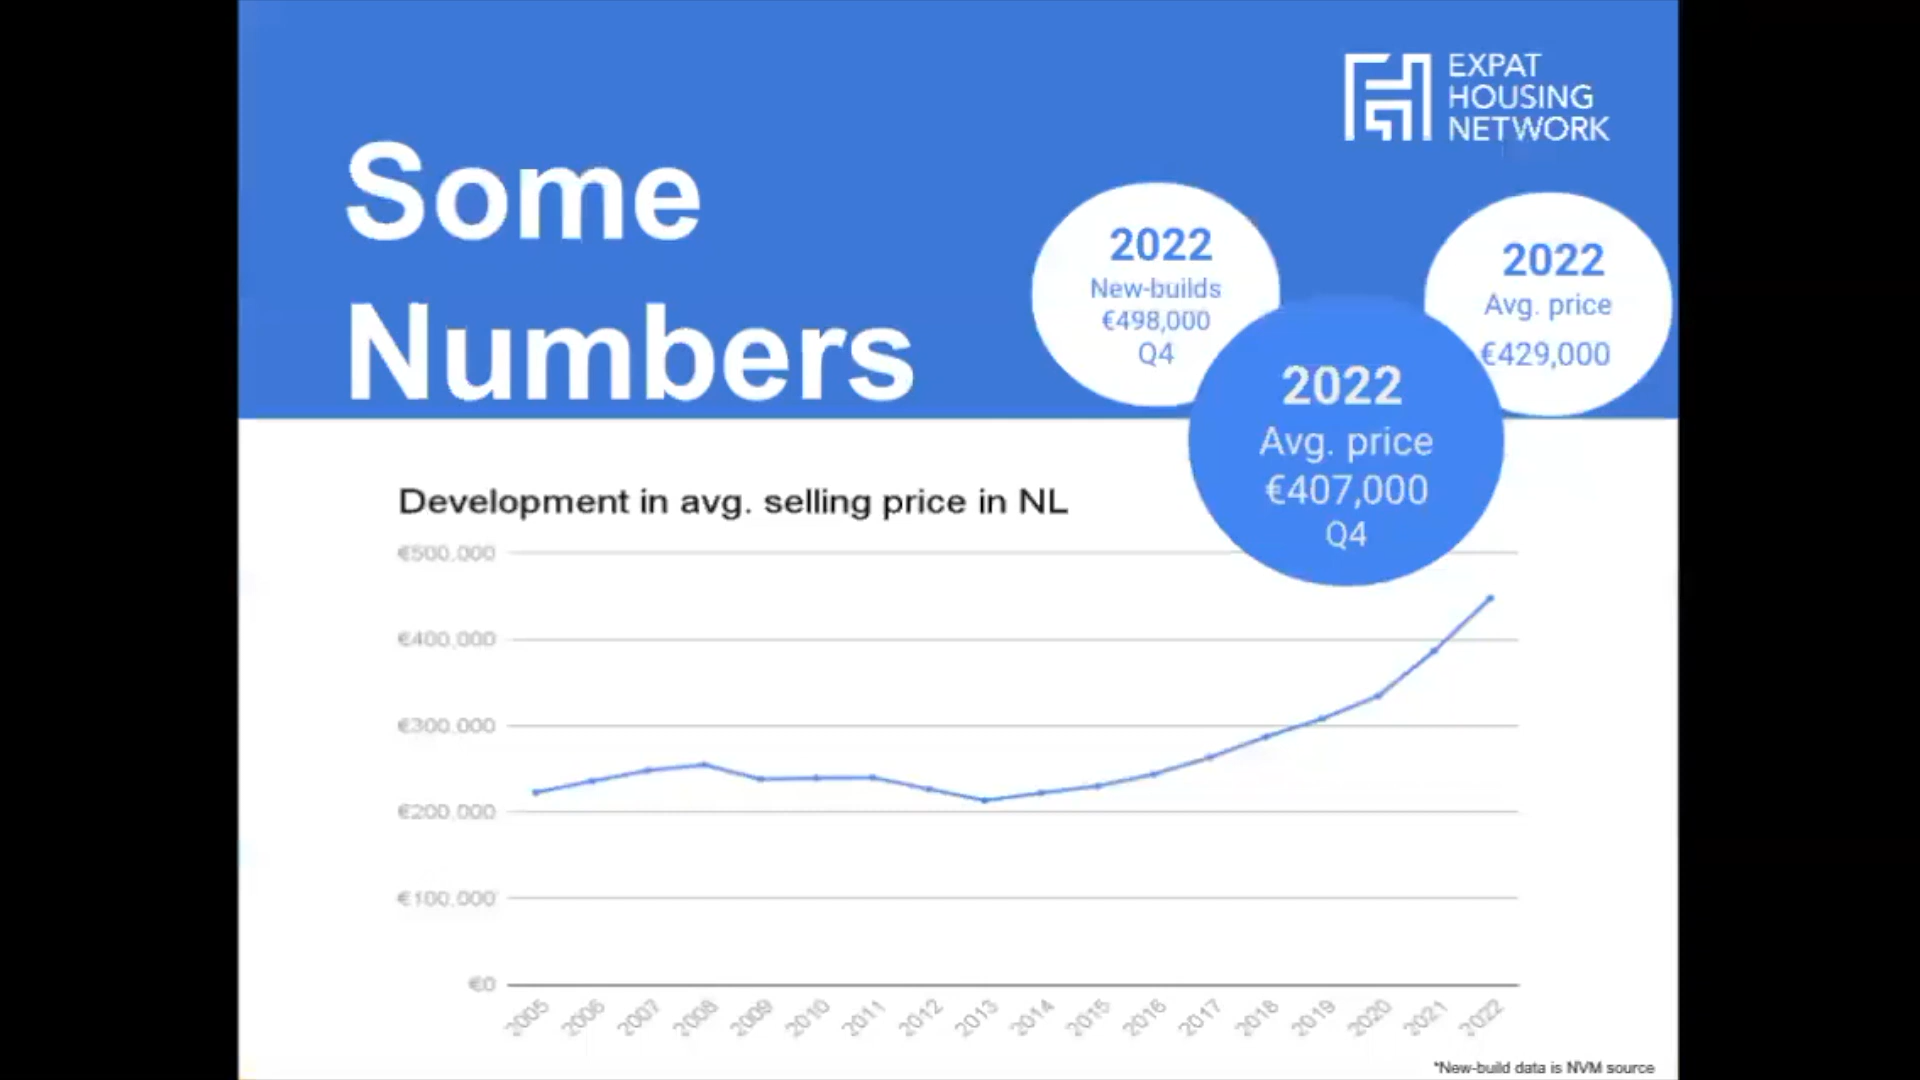 EXPAT
HOUSING
NETWORK
Some
Numbers
2022
New-builds
€498,000
Q4
2022
Avg. price
€429,000
2022
Avg. price
€407,000
Q4
Development in avg. selling price in NL
€500,000
€400,000
€300,000
€200,000
€100,000
€0
2005 2006 2007 2008 2009 2010 2011 2012 2013 2014 2015 2016 2017 2018 2019 2020 2021 2022
*New-build data is NVM source